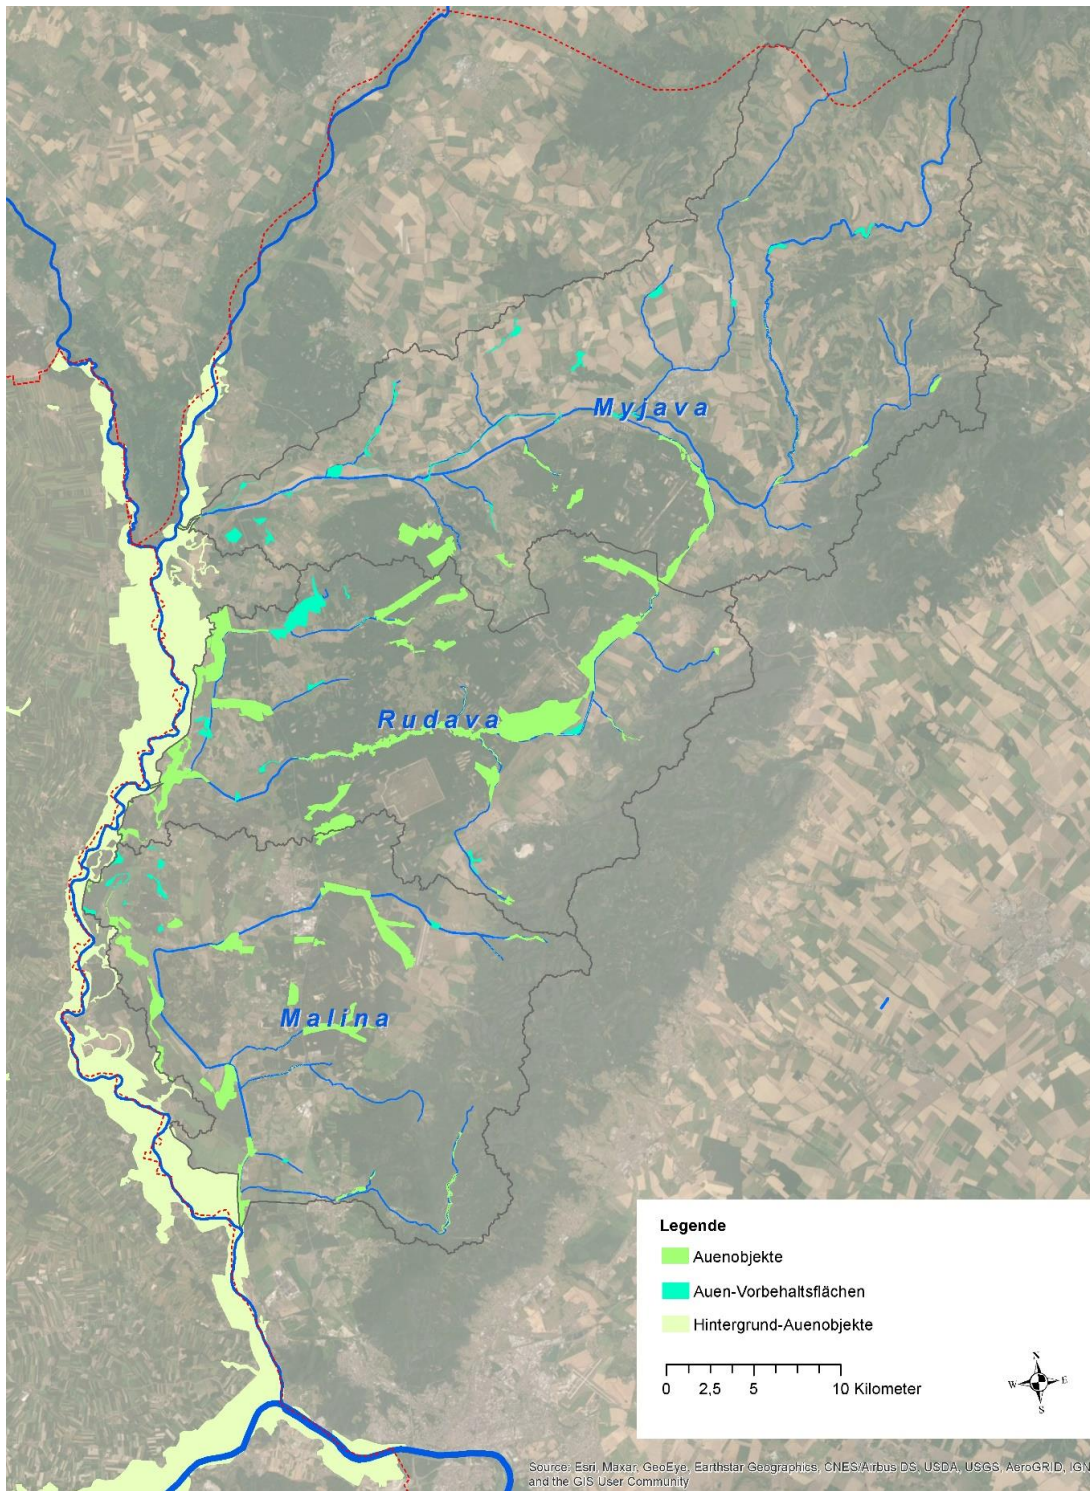 Myjava
Rudava
Malina
Legende
Auenobjekte
Auen-Vorbehaltsflächen
Hintergrund-Auenobjekte
0 2,5 5 10 Kilometer
N
W E
S
Source: Esri, Maxar, GeoEye, Earthstar Geographics, CNES/Airbus DS, USDA, USGS, AeroGRID, IGN
and the GIS User Community